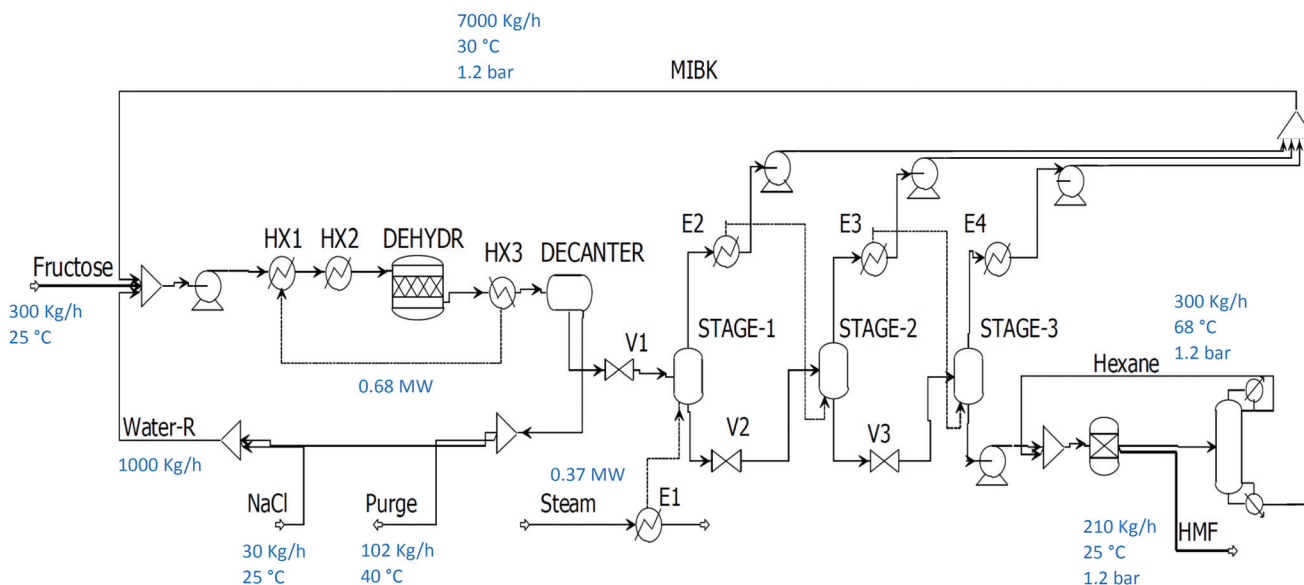 7000 Kg/h
30 °C
1.2 bar
MIBK
E2
E3
E4
HX1
HX2
DEHYDR
HX3
DECANTER
Fructose
300 Kg/h
25 °C
V1
STAGE-1
STAGE-2
STAGE-3
300 Kg/h
68 °C
1.2 bar
Hexane
0.68 MW
Water-R
1000 Kg/h
V2
V3
NaCl
30 Kg/h
25 °C
Purge
102 Kg/h
40 °C
0.37 MW
Steam
E1
210 Kg/h
25 °C
1.2 bar
HMF